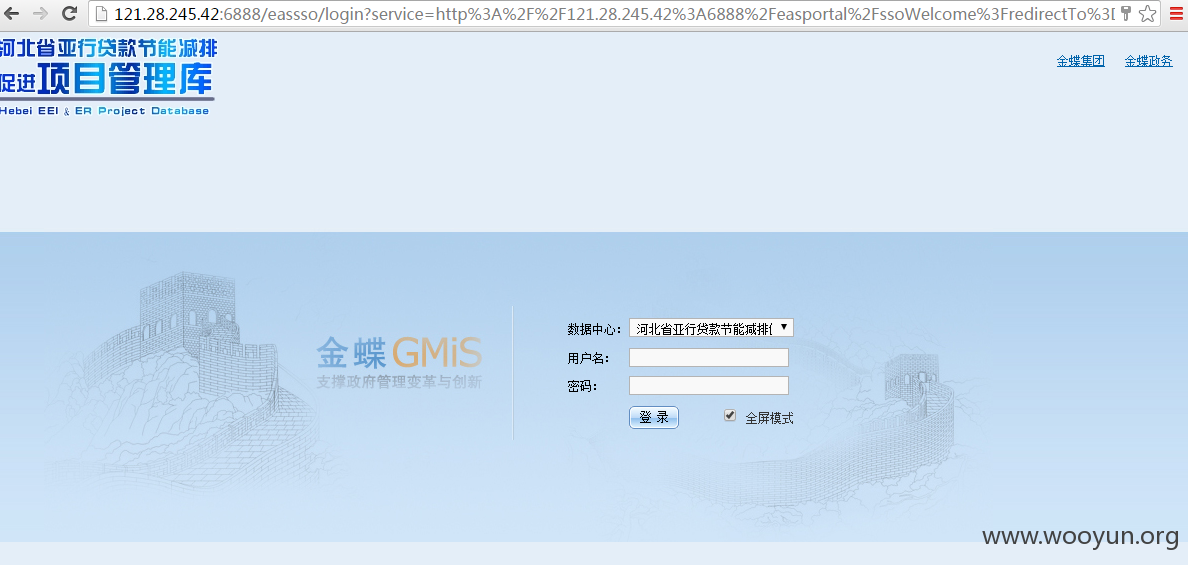 121.28.245.42:6888/eassso/login?service=http%3A%2F%2F121.28.245.42%3A6888%2Feasportal%2FssoWelcome%3FredirectTo%3D
河北省亚行贷款节能减排
促进项目管理库
Hebei EEI & ER Project Database
金蝶集团 金蝶政务
金蝶 GMiS
支撑政府管理变革与创新
数据中心： 河北省亚行贷款节能减排
用户名：
密码：
登 录 全屏模式
www.wooyun.org